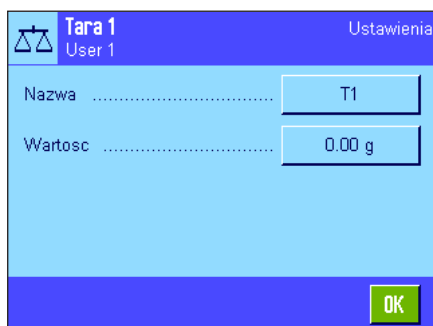 Tara 1
Ustawienia
User 1
Nazwa .................................. T1
Wartosc ................................ 0.00 g
OK